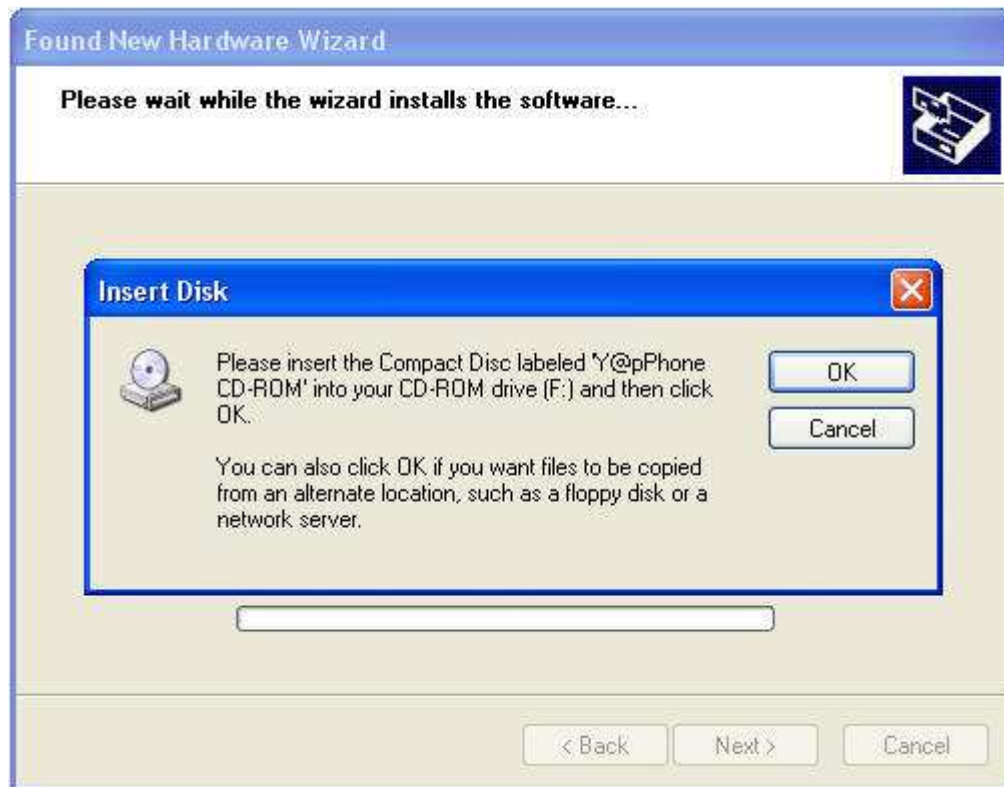 Found New Hardware Wizard
Please wait while the wizard installs the software...
Insert Disk
Please insert the Compact Disc labeled 'Y@pPhone
CD-ROM' into your CD-ROM drive (F:) and then click
OK.
You can also click OK if you want files to be copied
from an alternate location, such as a floppy disk or a
network server.
OK
Cancel
< Back
Next >
Cancel